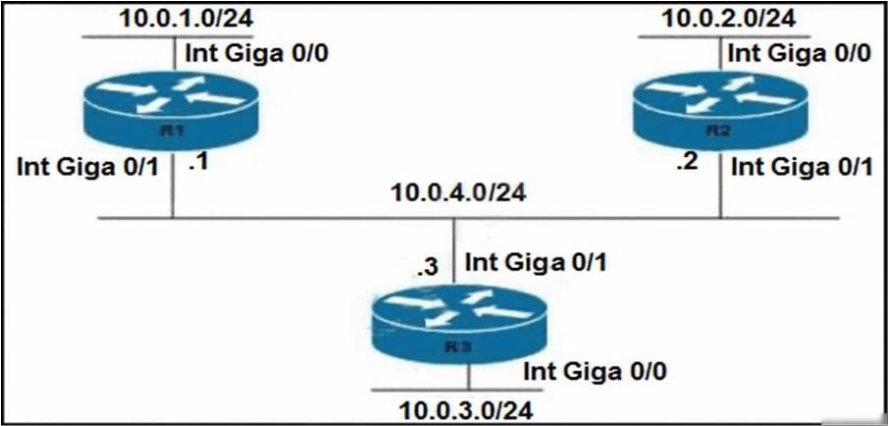 10.0.1.0/24
10.0.2.0/24
Int Giga 0/0
Int Giga 0/0
R1
R2
Int Giga 0/1
.1
.2
Int Giga 0/1
10.0.4.0/24
.3
Int Giga 0/1
R3
Int Giga 0/0
10.0.3.0/24